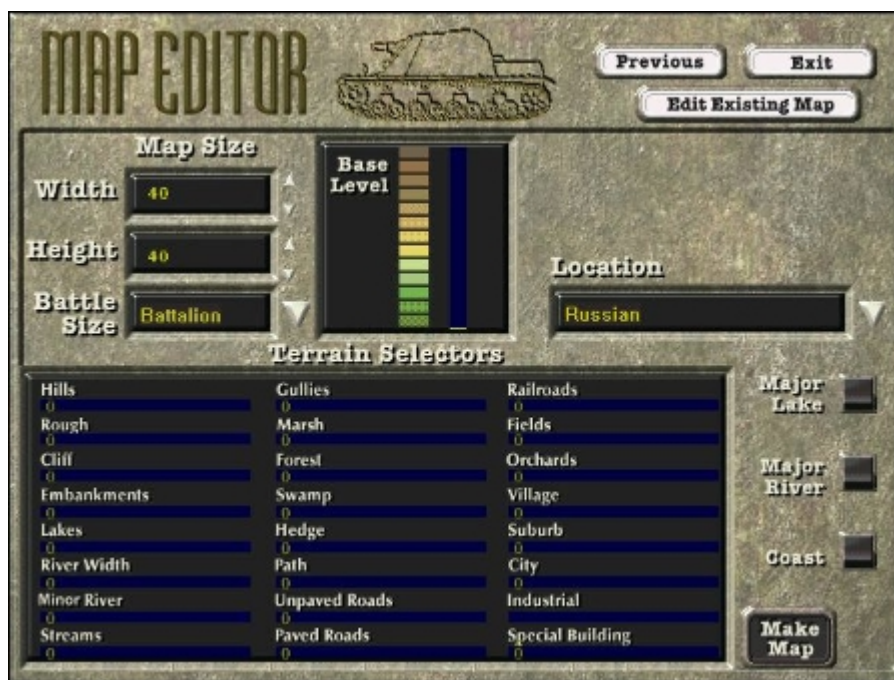 MAP EDITOR
Previous
Exit
Edit Existing Map
Map Size
Width
40
Base
Level
Height
40
Location
Battle
Size
Battalion
Russian
Terrain Selectors
Hills
0
Gullies
0
Railroads
0
Major
Lake
Rough
0
Marsh
0
Fields
0
Cliff
0
Forest
0
Orchards
0
Major
River
Embankments
0
Swamp
0
Village
0
Lakes
0
Hedge
0
Suburb
0
Coast
River Width
0
Path
0
City
0
Minor River
0
Unpaved Roads
0
Industrial
Streams
0
Paved Roads
0
Special Building
0
Make
Map